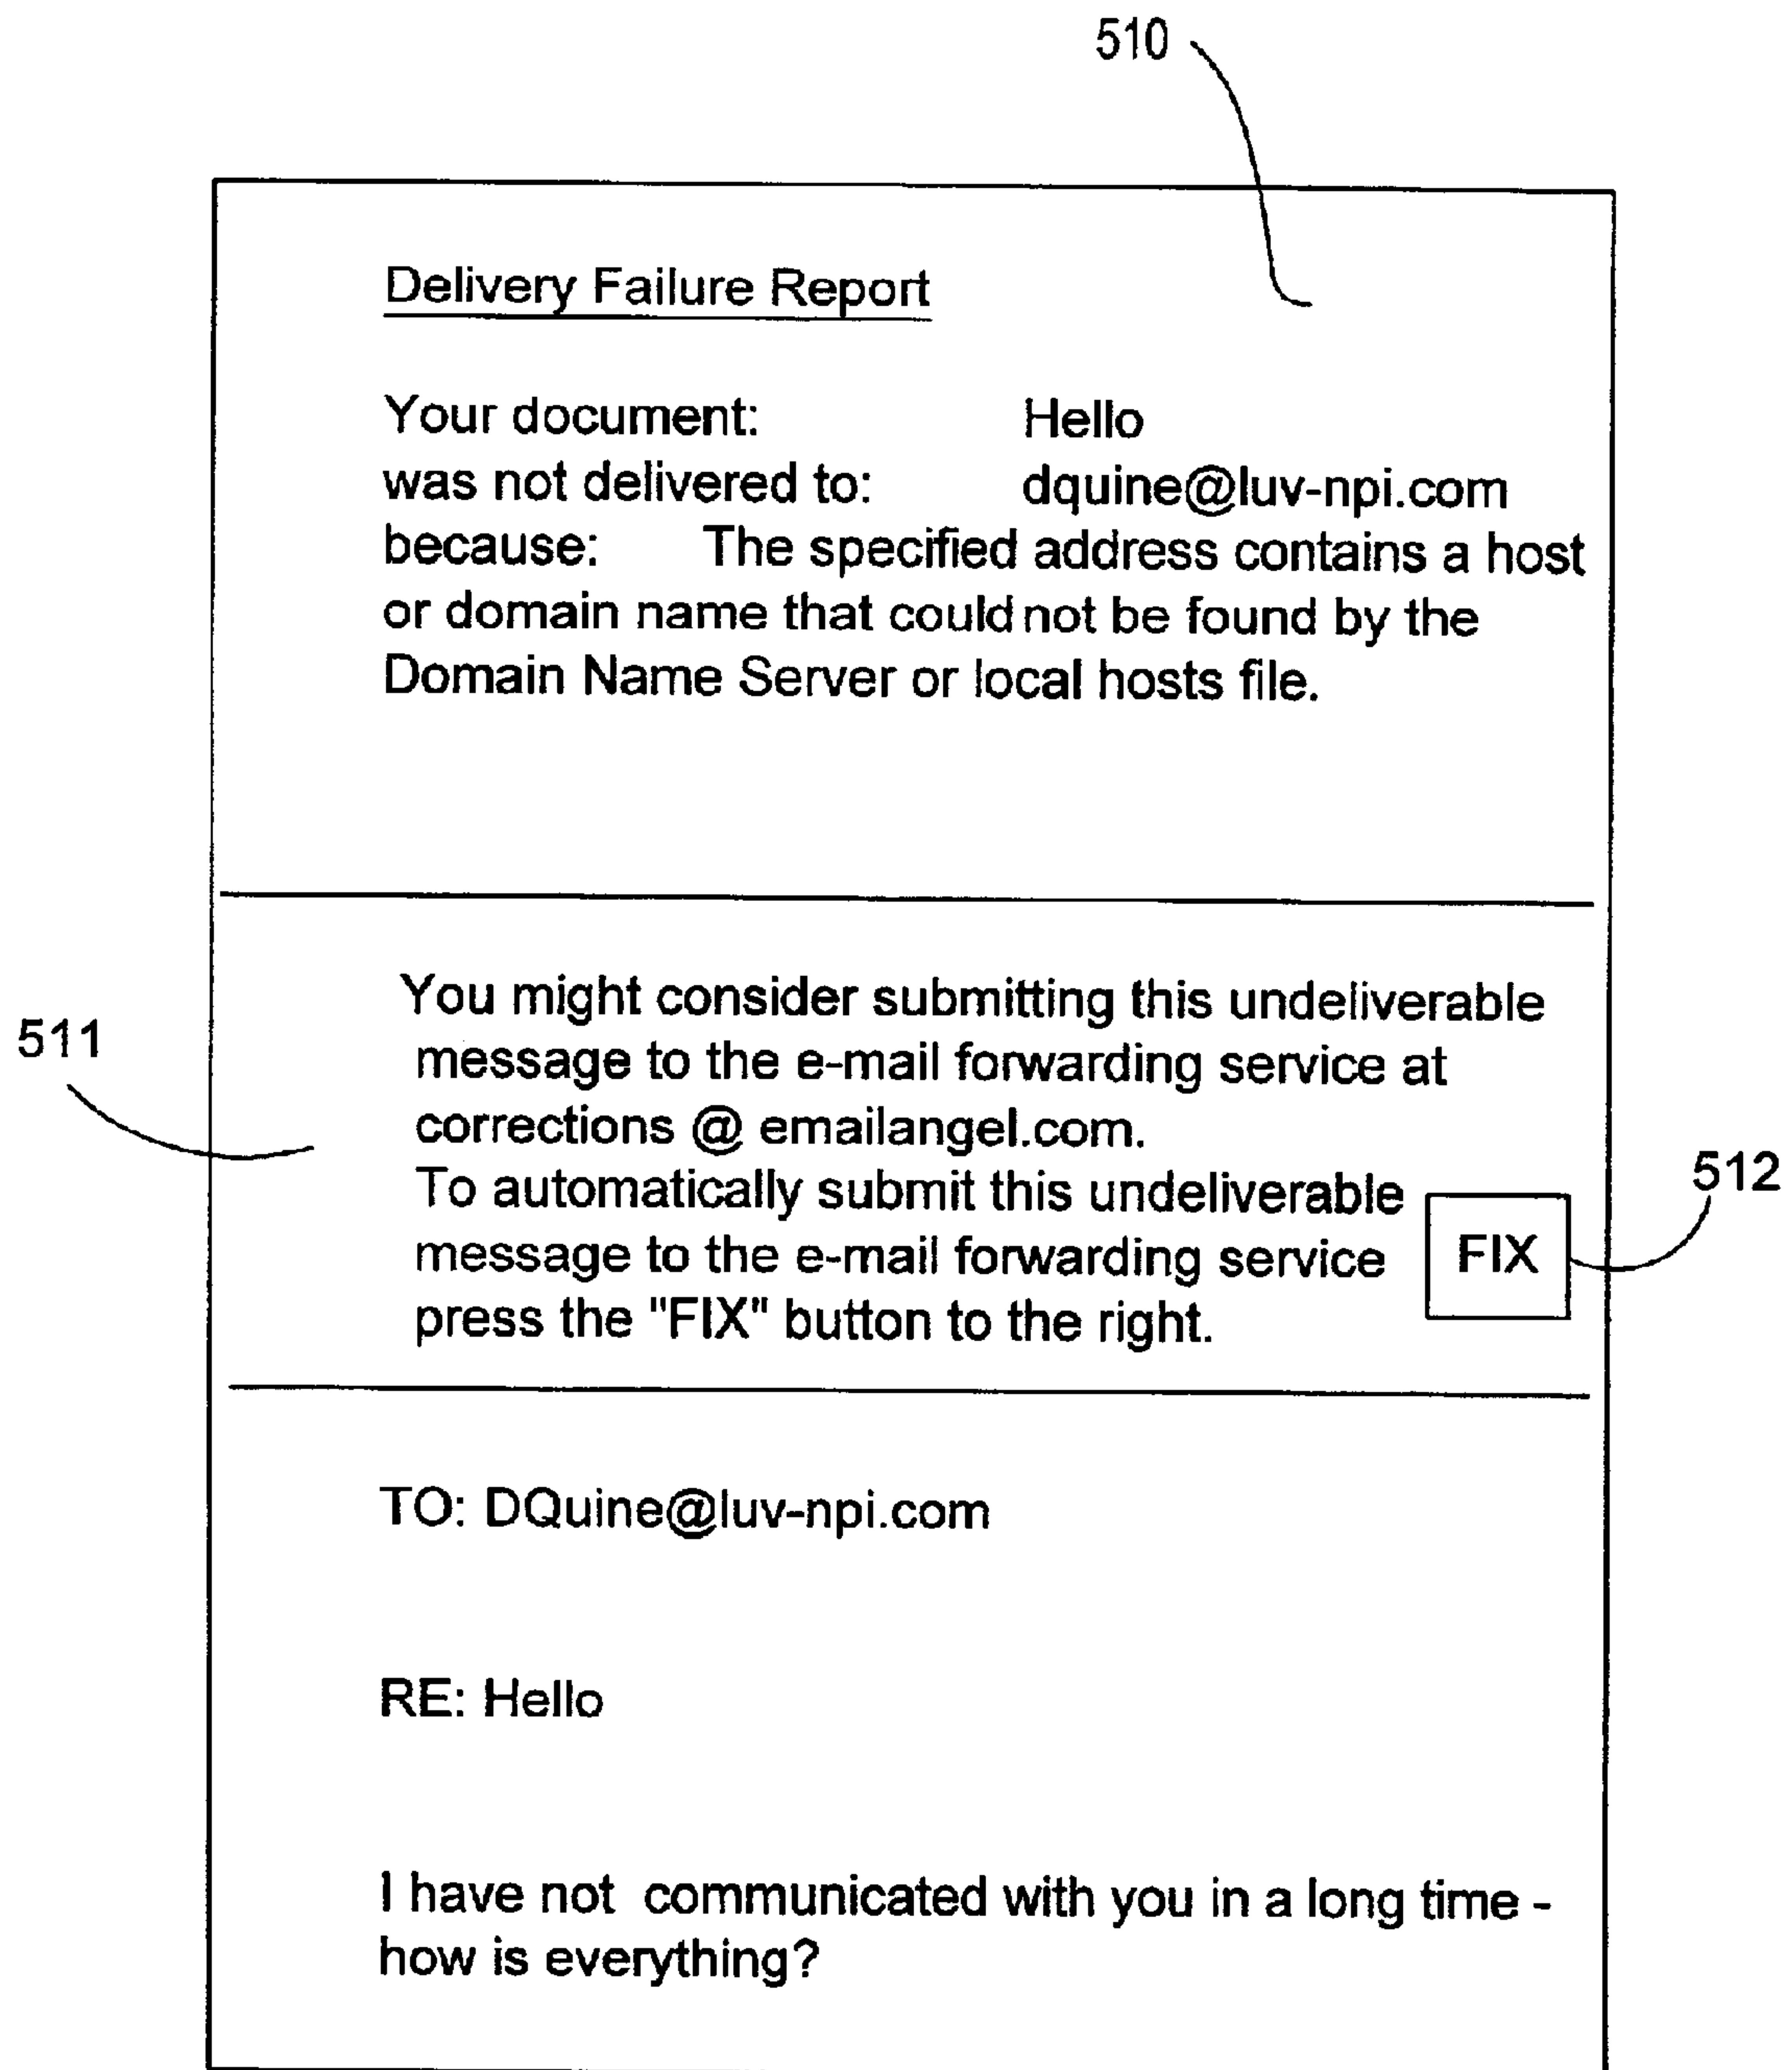 510
Delivery Failure Report
Your document: Hello
was not delivered to: dquine@luv-npi.com
because: The specified address contains a host
or domain name that could not be found by the
Domain Name Server or local hosts file.
511
You might consider submitting this undeliverable
message to the e-mail forwarding service at
corrections @ emailangel.com.
To automatically submit this undeliverable
message to the e-mail forwarding service
press the "FIX" button to the right.
FIX
512
TO: DQuine@luv-npi.com
RE: Hello
I have not communicated with you in a long time -
how is everything?